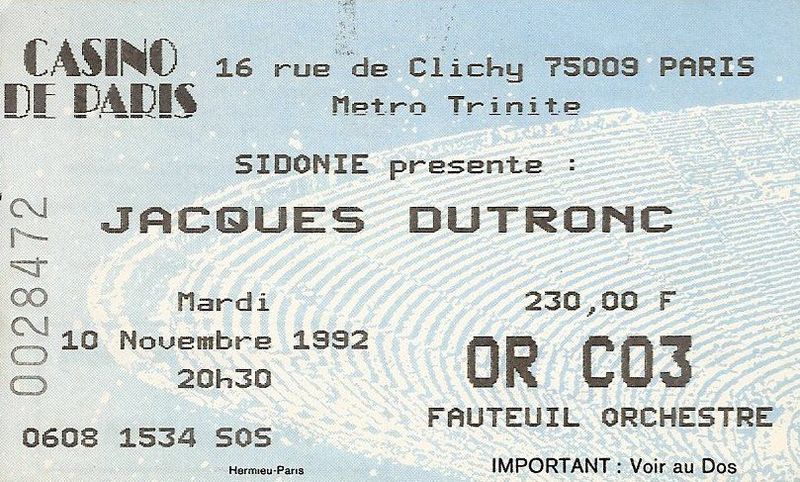 CASINO
DE PARIS
16 rue de Clichy 75009 PARIS
Metro Trinite
SIDONIE presente :
JACQUES DUTRONC
0028472
Mardi
10 Novembre 1992
20h30
230,00 F
OR C03
FAUTEUIL ORCHESTRE
0608 1534 SOS
Hermieu-Paris
IMPORTANT : Voir au Dos